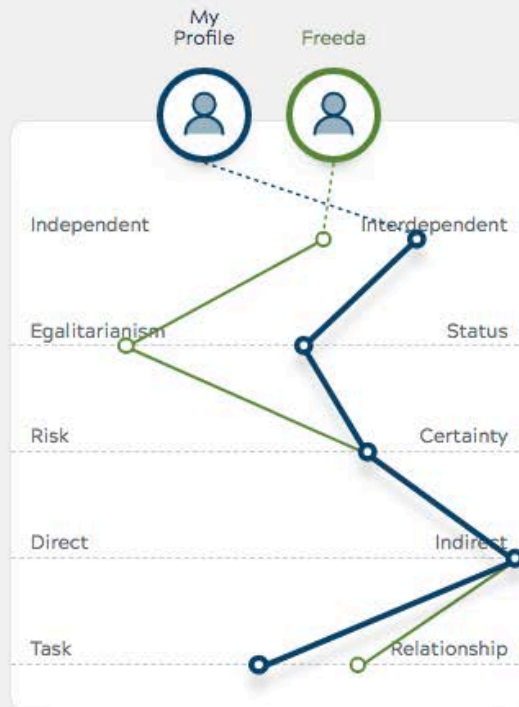 My
Profile
Freeda
Independent
Interdependent
Egalitarianism
Status
Risk
Certainty
Direct
Indirect
Task
Relationship